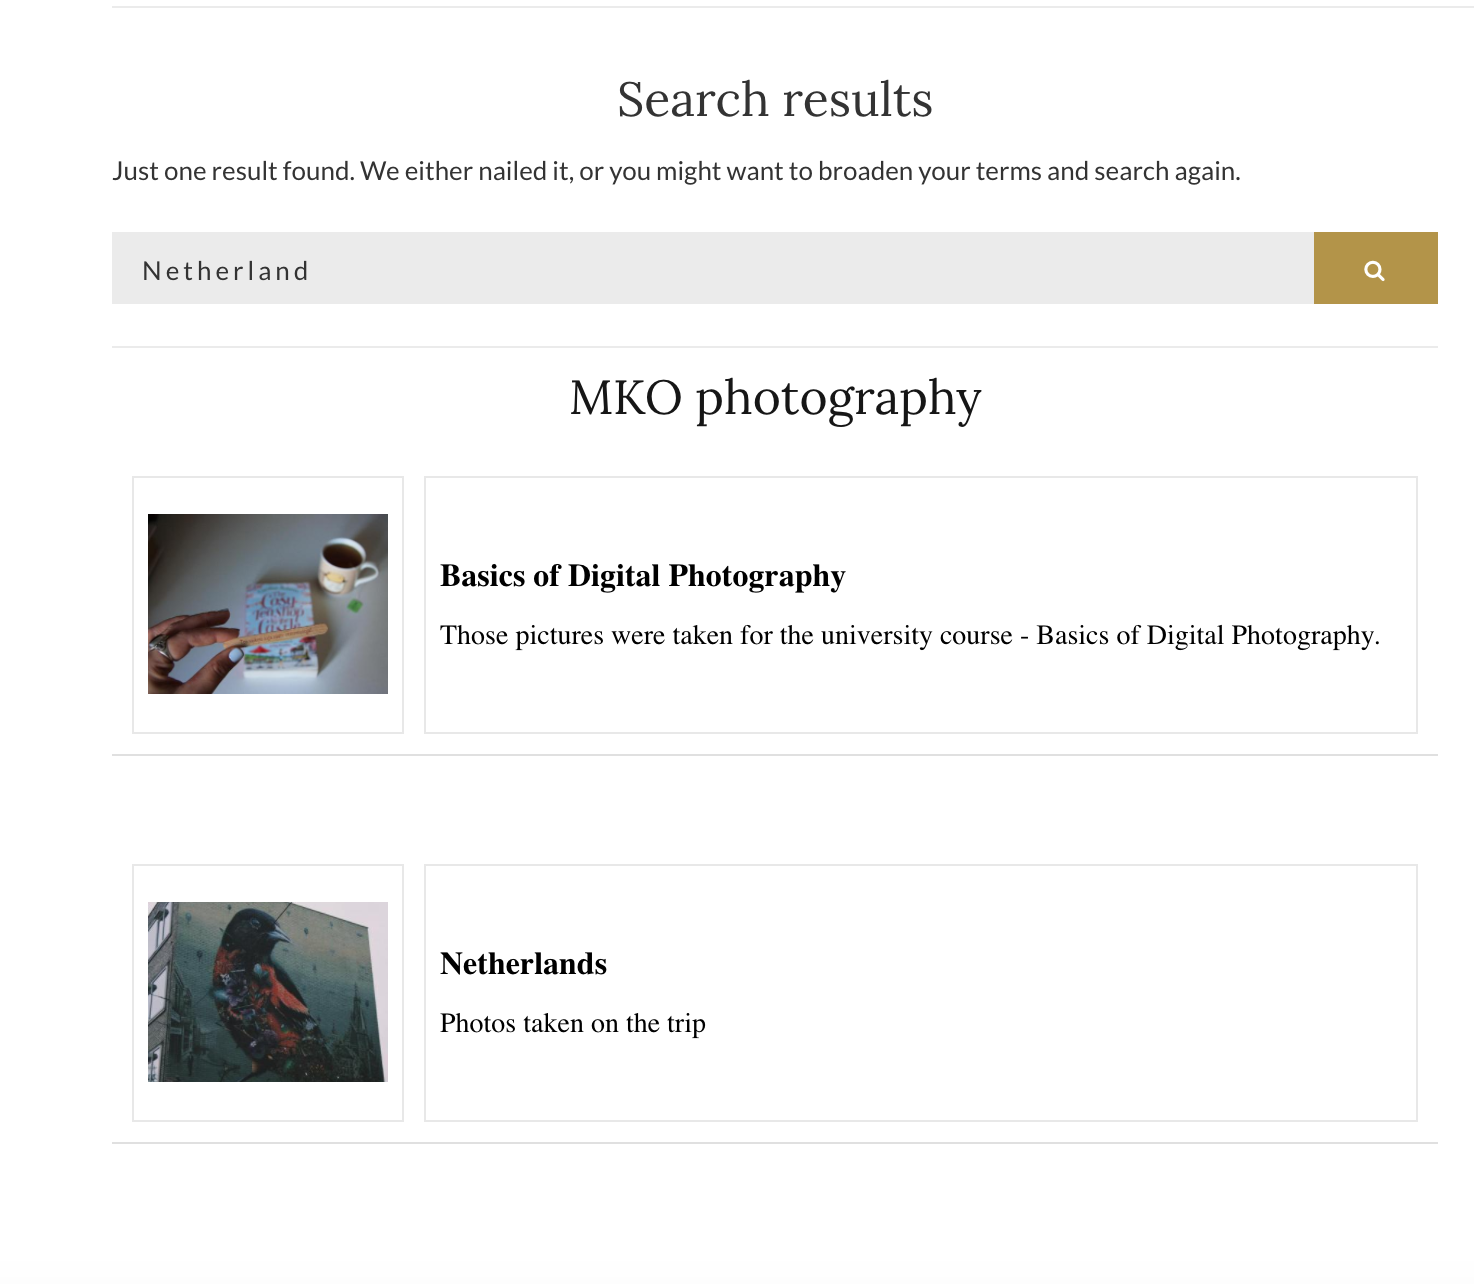 Search results
Just one result found. We either nailed it, or you might want to broaden your terms and search again.
Netherland
MKO photography
Basics of Digital Photography
Those pictures were taken for the university course - Basics of Digital Photography.
Cosy
Teashop
Netherlands
Photos taken on the trip